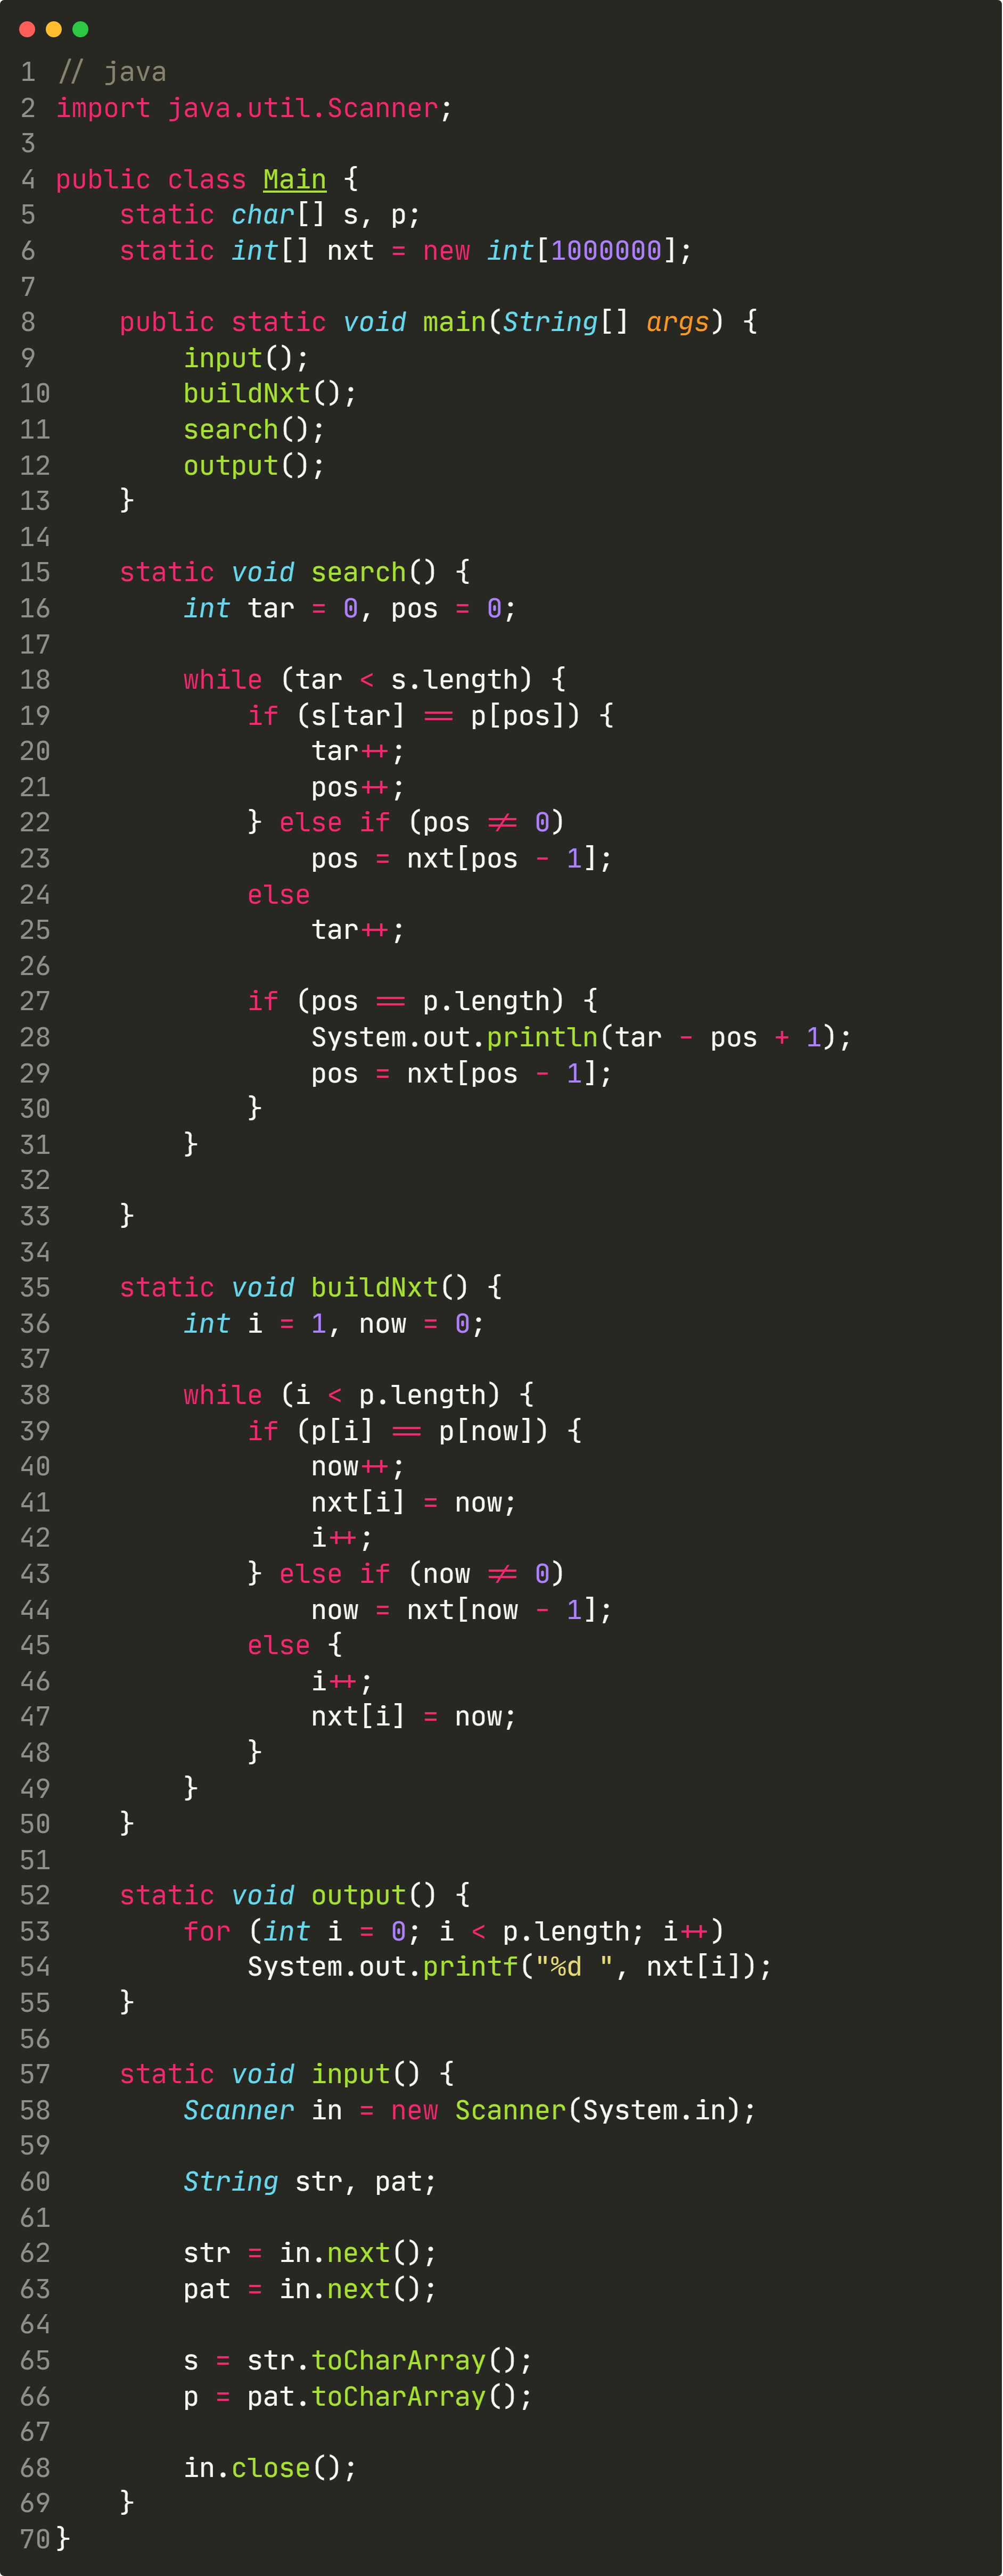 1 // java
2 import java.util.Scanner;
3
4 public class Main {
5     static char[] s, p;
6     static int[] nxt = new int[1000000];
7
8     public static void main(String[] args) {
9         input();
10         buildNxt();
11         search();
12         output();
13     }
14
15     static void search() {
16         int tar = 0, pos = 0;
17
18         while (tar < s.length) {
19             if (s[tar] == p[pos]) {
20                 tar++;
21                 pos++;
22             } else if (pos != 0)
23                 pos = nxt[pos - 1];
24             else
25                 tar++;
26
27             if (pos == p.length) {
28                 System.out.println(tar - pos + 1);
29                 pos = nxt[pos - 1];
30             }
31         }
32
33     }
34
35     static void buildNxt() {
36         int i = 1, now = 0;
37
38         while (i < p.length) {
39             if (p[i] == p[now]) {
40                 now++;
41                 nxt[i] = now;
42                 i++;
43             } else if (now != 0)
44                 now = nxt[now - 1];
45             else {
46                 i++;
47                 nxt[i] = now;
48             }
49         }
50     }
51
52     static void output() {
53         for (int i = 0; i < p.length; i++)
54             System.out.printf("%d ", nxt[i]);
55     }
56
57     static void input() {
58         Scanner in = new Scanner(System.in);
59
60         String str, pat;
61
62         str = in.next();
63         pat = in.next();
64
65         s = str.toCharArray();
66         p = pat.toCharArray();
67
68         in.close();
69     }
70 }